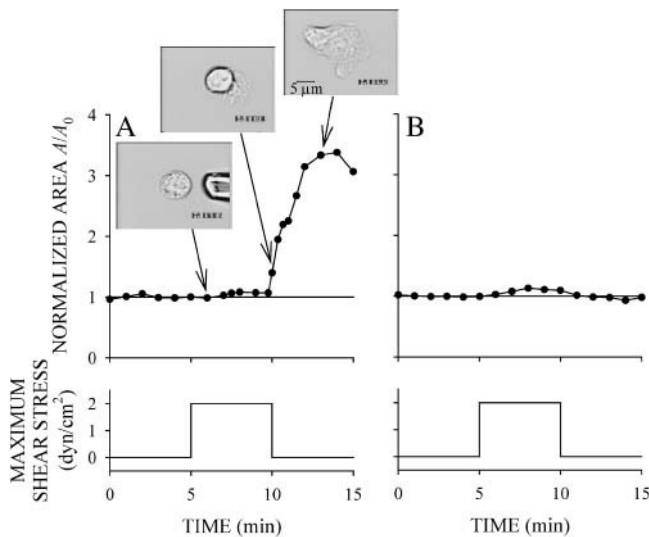 5 μm
A
B
NORMALIZED AREA A/A₀
4
3
2
1
0
MAXIMUM
SHEAR STRESS
(dyn/cm²)
2
1
0
0 5 10 15
0 5 10 15
TIME (min)
TIME (min)